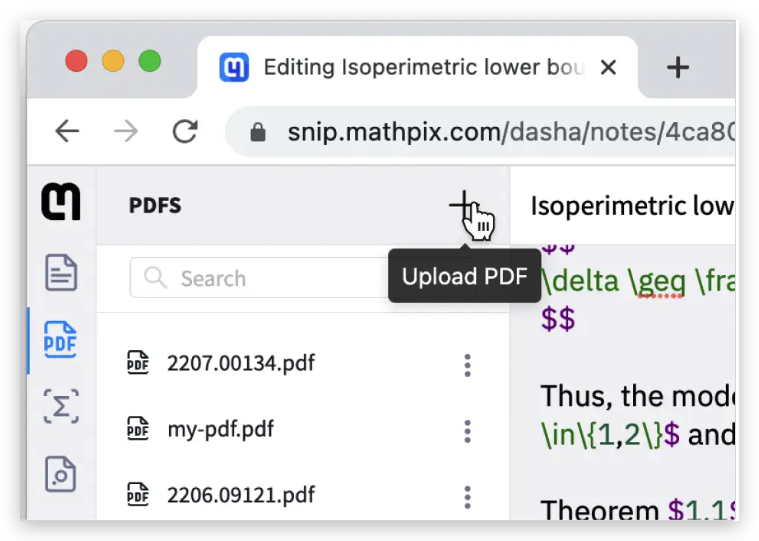 Editing Isoperimetric lower bou
snip.mathpix.com/dasha/notes/4ca80
PDFS
Isoperimetric low
$$
Upload PDF
Search
\delta \geq \fra
$$
PDF
2207.00134.pdf
Thus, the mode
my-pdf.pdf
\in\{1,2\}$ and
2206.09121.pdf
Theorem $1.1$